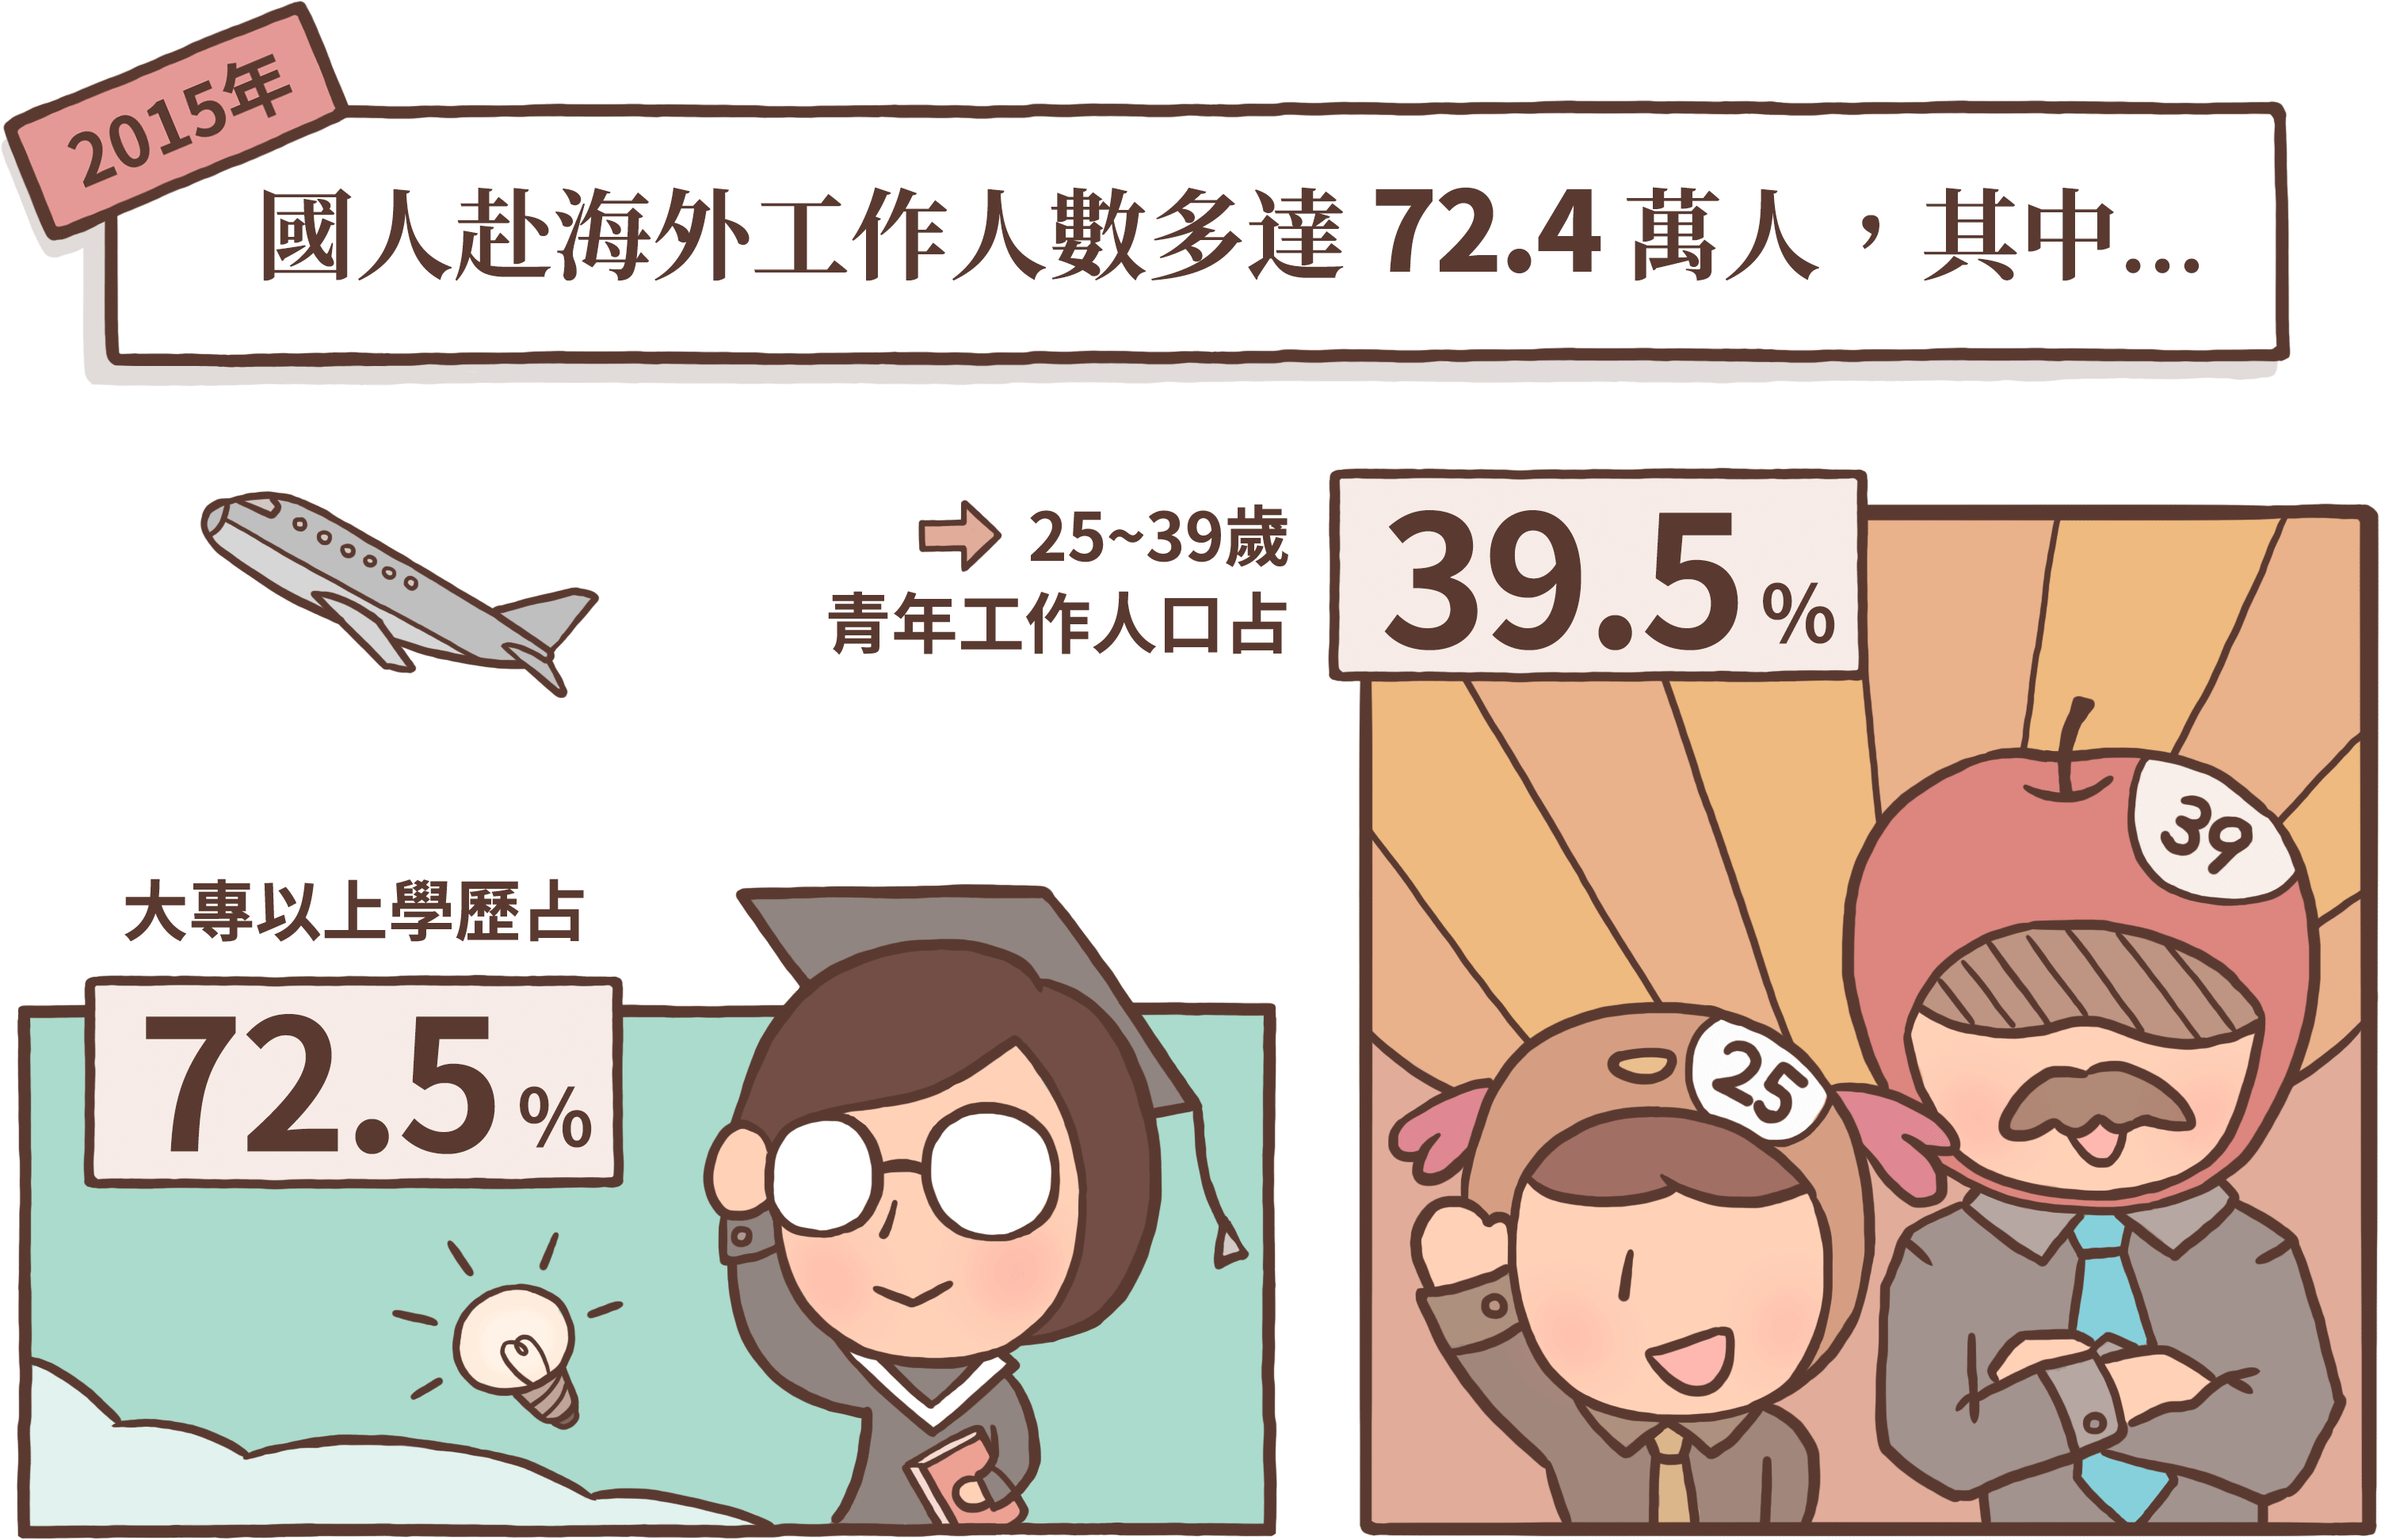 2015年
國人赴海外工作人數多達 72.4 萬人，其中...
25~39歲
青年工作人口占
39.5%
大專以上學歷占
72.5%
39
25